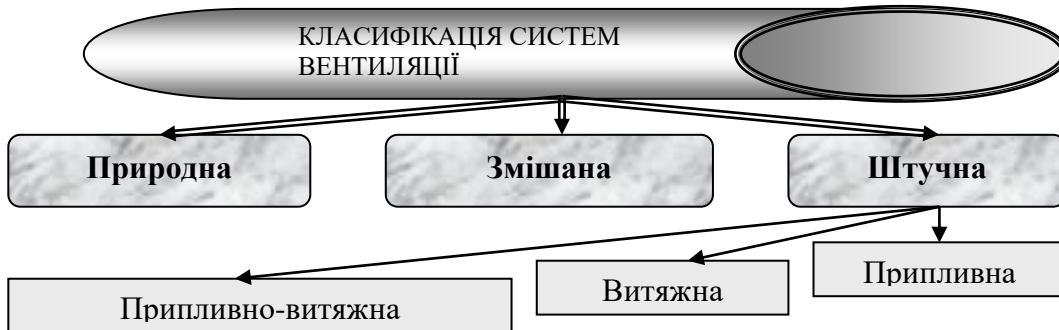 КЛАСИФІКАЦІЯ СИСТЕМ
ВЕНТИЛЯЦІЇ
Природна
Змішана
Штучна
Припливно-витяжна
Витяжна
Припливна